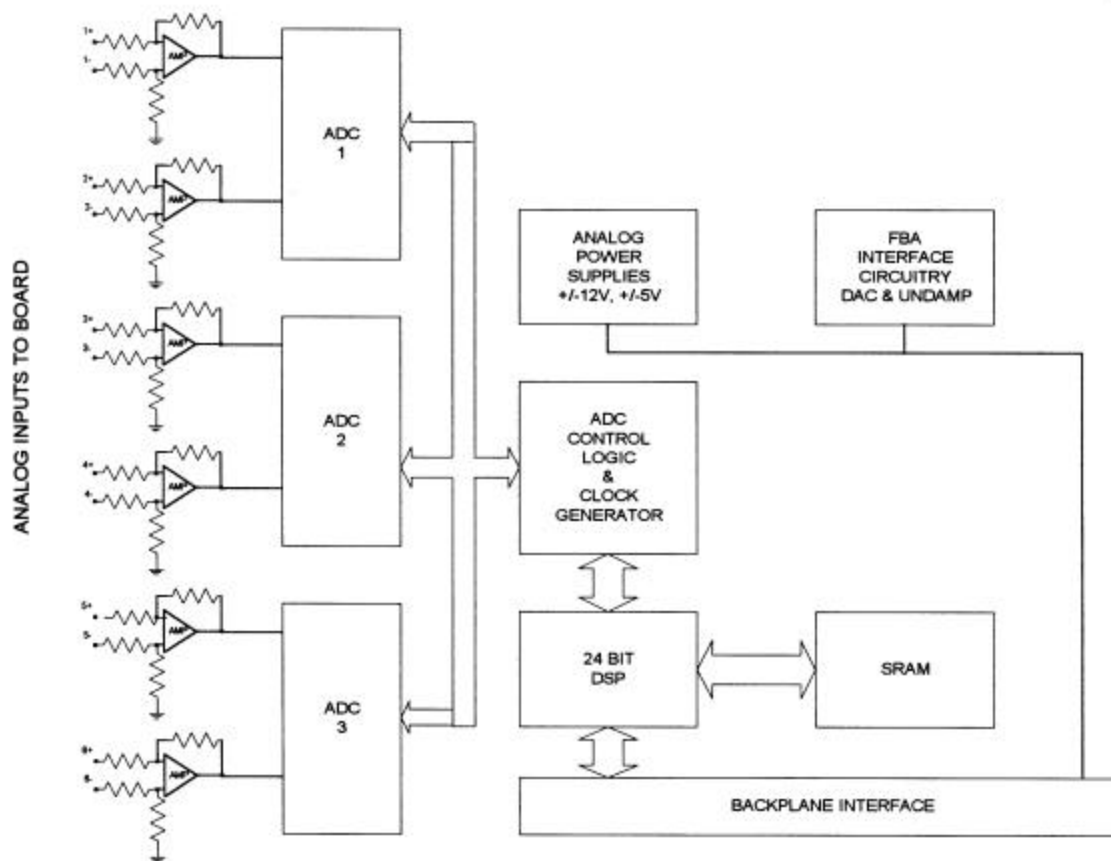 ANALOG INPUTS TO BOARD
1+
1-
AMP
2+
2-
AMP
3-
AMP
4+
4-
AMP
5+
5-
AMP
6+
6-
AMP
ADC
1
ADC
2
ADC
3
ANALOG
POWER
SUPPLIES
+/-12V, +/-5V
FBA
INTERFACE
CIRCUITRY
DAC & UNDAMP
ADC
CONTROL
LOGIC
&
CLOCK
GENERATOR
24 BIT
DSP
SRAM
BACKPLANE INTERFACE